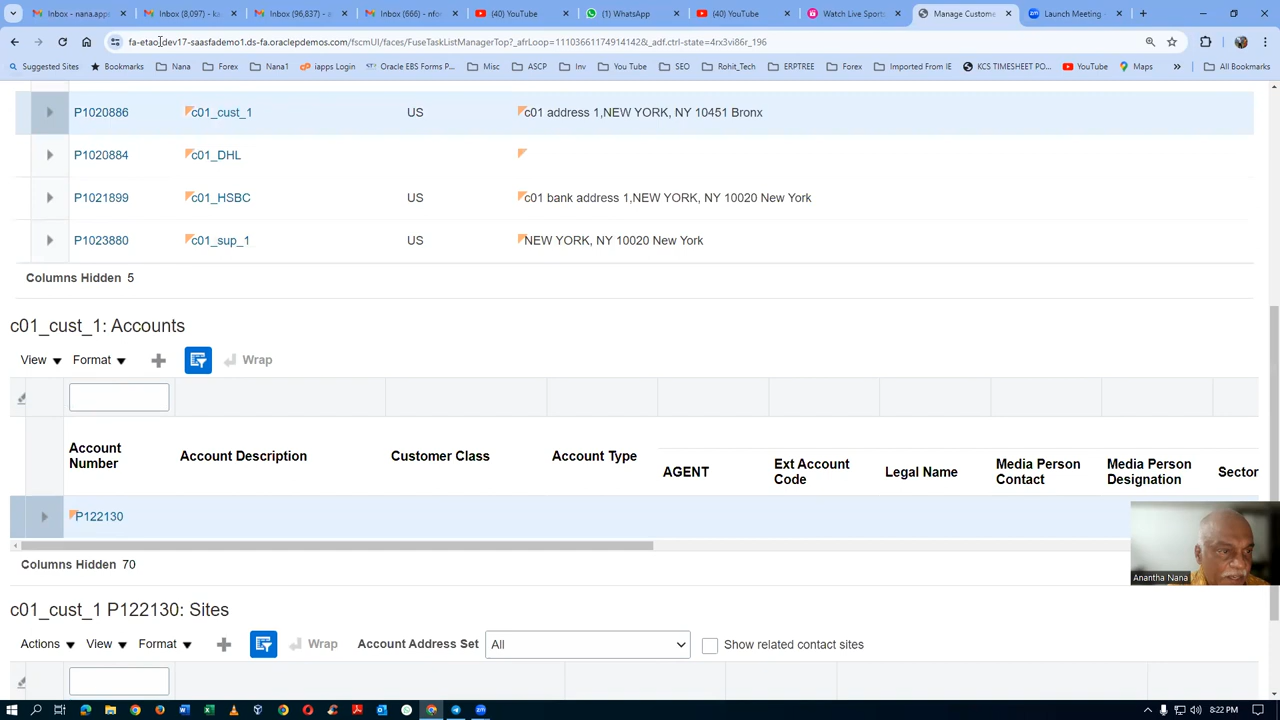 Inbox - nana.apps
Inbox (8,097) - ka
Inbox (96,837) - ir
Inbox (666) - nfor
(40) YouTube
(1) WhatsApp
(40) YouTube
Watch Live Sports
Manage Custome
Launch Meeting -
fa-etao-dev17-saasfademo1.ds-fa.oraclepdemos.com/fscmUI/faces/FuseTaskListManagerTop?_afrLoop=11103661174914142&_adf.ctrl-state=4rx3vi86r_196
Suggested Sites
Bookmarks
Nana
Forex
Nana1
iapps Login
Oracle EBS Forms P...
Misc
ASCP
Inv
You Tube
SEO
Rohit_Tech
ERPTREE
Forex
Imported From IE
KCS TIMESHEET PO...
YouTube
Maps
»
All Bookmarks
P1020886 c01_cust_1 US c01 address 1,NEW YORK, NY 10451 Bronx
P1020884 c01_DHL
P1021899 c01_HSBC US c01 bank address 1,NEW YORK, NY 10020 New York
P1023880 c01_sup_1 US NEW YORK, NY 10020 New York
Columns Hidden 5
c01_cust_1: Accounts
View Format Wrap
Account Number
Account Description
Customer Class
Account Type
AGENT
Ext Account Code
Legal Name
Media Person Contact
Media Person Designation
Sector
P122130
Anantha Nana
Columns Hidden 70
c01_cust_1 P122130: Sites
Actions View Format Wrap Account Address Set All Show related contact sites
8:22 PM